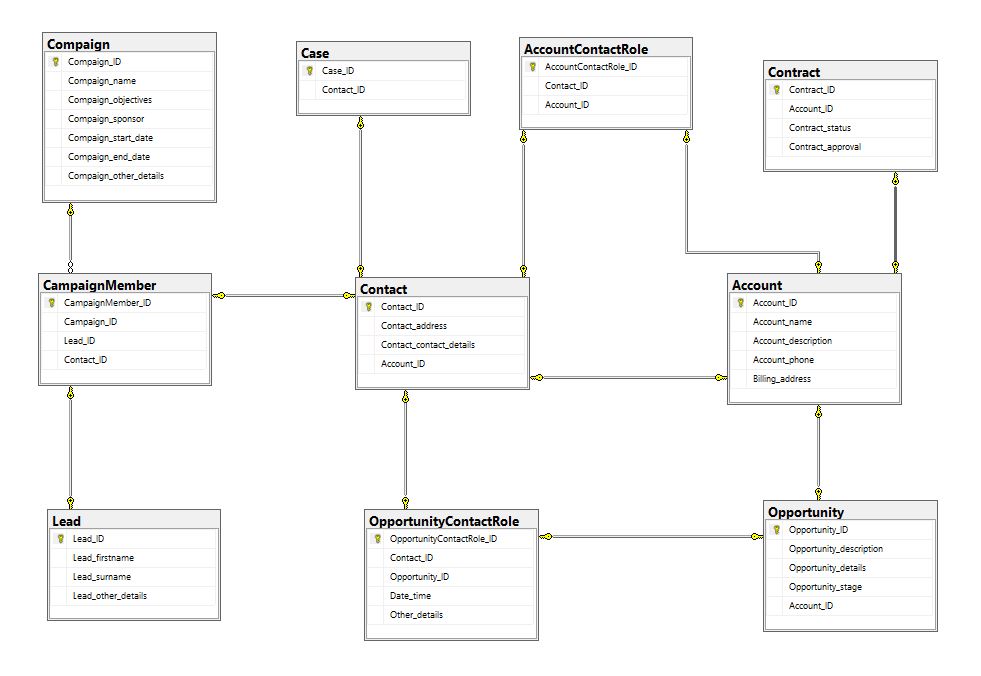 Compaign
Compaign_ID
Compaign_name
Compaign_objectives
Compaign_sponsor
Compaign_start_date
Compaign_end_date
Compaign_other_details
Case
Case_ID
Contact_ID
AccountContactRole
AccountContactRole_ID
Contact_ID
Account_ID
Contract
Contract_ID
Account_ID
Contract_status
Contract_approval
CampaignMember
CampaignMember_ID
Campaign_ID
Lead_ID
Contact_ID
Contact
Contact_ID
Contact_address
Contact_contact_details
Account_ID
Account
Account_ID
Account_name
Account_description
Account_phone
Billing_address
Lead
Lead_ID
Lead_firstname
Lead_surname
Lead_other_details
OpportunityContactRole
OpportunityContactRole_ID
Contact_ID
Opportunity_ID
Date_time
Other_details
Opportunity
Opportunity_ID
Opportunity_description
Opportunity_details
Opportunity_stage
Account_ID